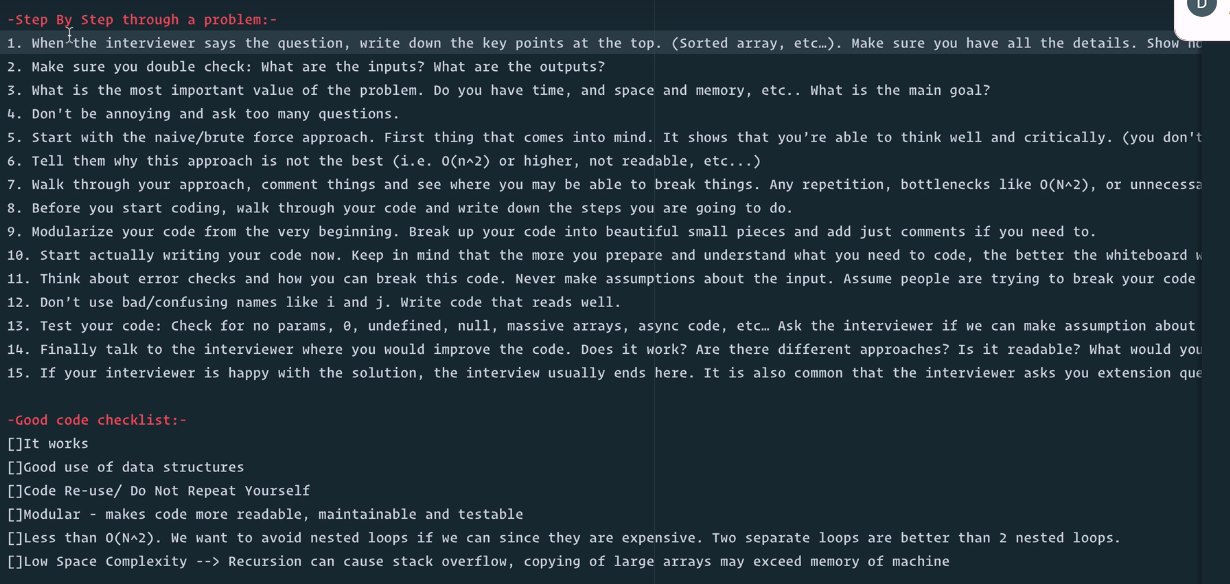 -Step By Step through a problem:-
1. When the interviewer says the question, write down the key points at the top. (Sorted array, etc…). Make sure you have all the details. Show
2. Make sure you double check: What are the inputs? What are the outputs?
3. What is the most important value of the problem. Do you have time, and space and memory, etc.. What is the main goal?
4. Don't be annoying and ask too many questions.
5. Start with the naive/brute force approach. First thing that comes into mind. It shows that you’re able to think well and critically. (you don't
6. Tell them why this approach is not the best (i.e. O(n^2) or higher, not readable, etc...)
7. Walk through your approach, comment things and see where you may be able to break things. Any repetition, bottlenecks like O(N^2), or unnecessa
8. Before you start coding, walk through your code and write down the steps you are going to do.
9. Modularize your code from the very beginning. Break up your code into beautiful small pieces and add just comments if you need to.
10. Start actually writing your code now. Keep in mind that the more you prepare and understand what you need to code, the better the whiteboard w
11. Think about error checks and how you can break this code. Never make assumptions about the input. Assume people are trying to break your code
12. Don’t use bad/confusing names like i and j. Write code that reads well.
13. Test your code: Check for no params, 0, undefined, null, massive arrays, async code, etc… Ask the interviewer if we can make assumption about
14. Finally talk to the interviewer where you would improve the code. Does it work? Are there different approaches? Is it readable? What would you
15. If your interviewer is happy with the solution, the interview usually ends here. It is also common that the interviewer asks you extension que
-Good code checklist:-
[]It works
[]Good use of data structures
[]Code Re-use/ Do Not Repeat Yourself
[]Modular - makes code more readable, maintainable and testable
[]Less than O(N^2). We want to avoid nested loops if we can since they are expensive. Two separate loops are better than 2 nested loops.
[]Low Space Complexity --> Recursion can cause stack overflow, copying of large arrays may exceed memory of machine